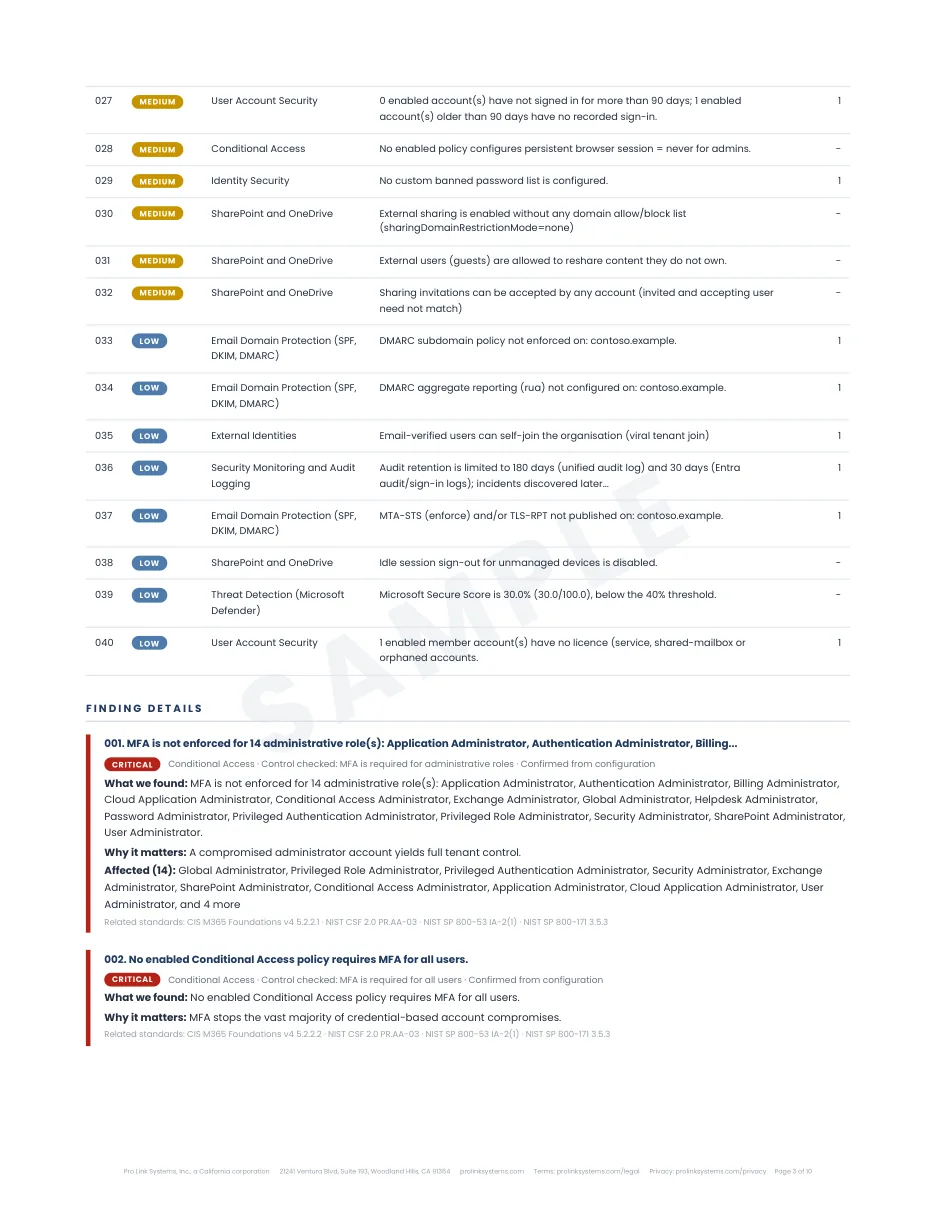 027 MEDIUM User Account Security 0 enabled account(s) have not signed in for more than 90 days; 1 enabled 1
account(s) older than 90 days have no recorded sign-in.
028 MEDIUM Conditional Access No enabled policy configures persistent browser session = never for admins. -
029 MEDIUM Identity Security No custom banned password list is configured. 1
030 MEDIUM SharePoint and OneDrive External sharing is enabled without any domain allow/block list -
(sharingDomainRestrictionMode=none)
031 MEDIUM SharePoint and OneDrive External users (guests) are allowed to reshare content they do not own. -
032 MEDIUM SharePoint and OneDrive Sharing invitations can be accepted by any account (invited and accepting user -
need not match)
033 LOW Email Domain Protection (SPF, DMARC subdomain policy not enforced on: contoso.example. 1
DKIM, DMARC)
034 LOW Email Domain Protection (SPF, DMARC aggregate reporting (rua) not configured on: contoso.example. 1
DKIM, DMARC)
035 LOW External Identities Email-verified users can self-join the organisation (viral tenant join) 1
036 LOW Security Monitoring and Audit Audit retention is limited to 180 days (unified audit log) and 30 days (Entra 1
Logging audit/sign-in logs); incidents discovered later…
037 LOW Email Domain Protection (SPF, MTA-STS (enforce) and/or TLS-RPT not published on: contoso.example. 1
DKIM, DMARC)
038 LOW SharePoint and OneDrive Idle session sign-out for unmanaged devices is disabled. -
039 LOW Threat Detection (Microsoft Microsoft Secure Score is 30.0% (30.0/100.0), below the 40% threshold. -
Defender)
040 LOW User Account Security 1 enabled member account(s) have no licence (service, shared-mailbox or 1
orphaned accounts.
SAMPLE
FINDING DETAILS
001. MFA is not enforced for 14 administrative role(s): Application Administrator, Authentication Administrator, Billing...
CRITICAL Conditional Access · Control checked: MFA is required for administrative roles · Confirmed from configuration
What we found: MFA is not enforced for 14 administrative role(s): Application Administrator, Authentication Administrator, Billing Administrator,
Cloud Application Administrator, Conditional Access Administrator, Exchange Administrator, Global Administrator, Helpdesk Administrator,
Password Administrator, Privileged Authentication Administrator, Privileged Role Administrator, Security Administrator, SharePoint Administrator,
User Administrator.
Why it matters: A compromised administrator account yields full tenant control.
Affected (14): Global Administrator, Privileged Role Administrator, Privileged Authentication Administrator, Security Administrator, Exchange
Administrator, SharePoint Administrator, Conditional Access Administrator, Application Administrator, Cloud Application Administrator, User
Administrator, and 4 more
Related standards: CIS M365 Foundations v4 5.2.2.1 · NIST CSF 2.0 PR.AA-03 · NIST SP 800-53 IA-2(1) · NIST SP 800-171 3.5.3
002. No enabled Conditional Access policy requires MFA for all users.
CRITICAL Conditional Access · Control checked: MFA is required for all users · Confirmed from configuration
What we found: No enabled Conditional Access policy requires MFA for all users.
Why it matters: MFA stops the vast majority of credential-based account compromises.
Related standards: CIS M365 Foundations v4 5.2.2.2 · NIST CSF 2.0 PR.AA-03 · NIST SP 800-53 IA-2(1) · NIST SP 800-171 3.5.3
Pro Link Systems, Inc., a California corporation 21241 Ventura Blvd, Suite 193, Woodland Hills, CA 91364 prolinksystems.com Terms: prolinksystems.com/legal Privacy: prolinksystems.com/privacy Page 3 of 10